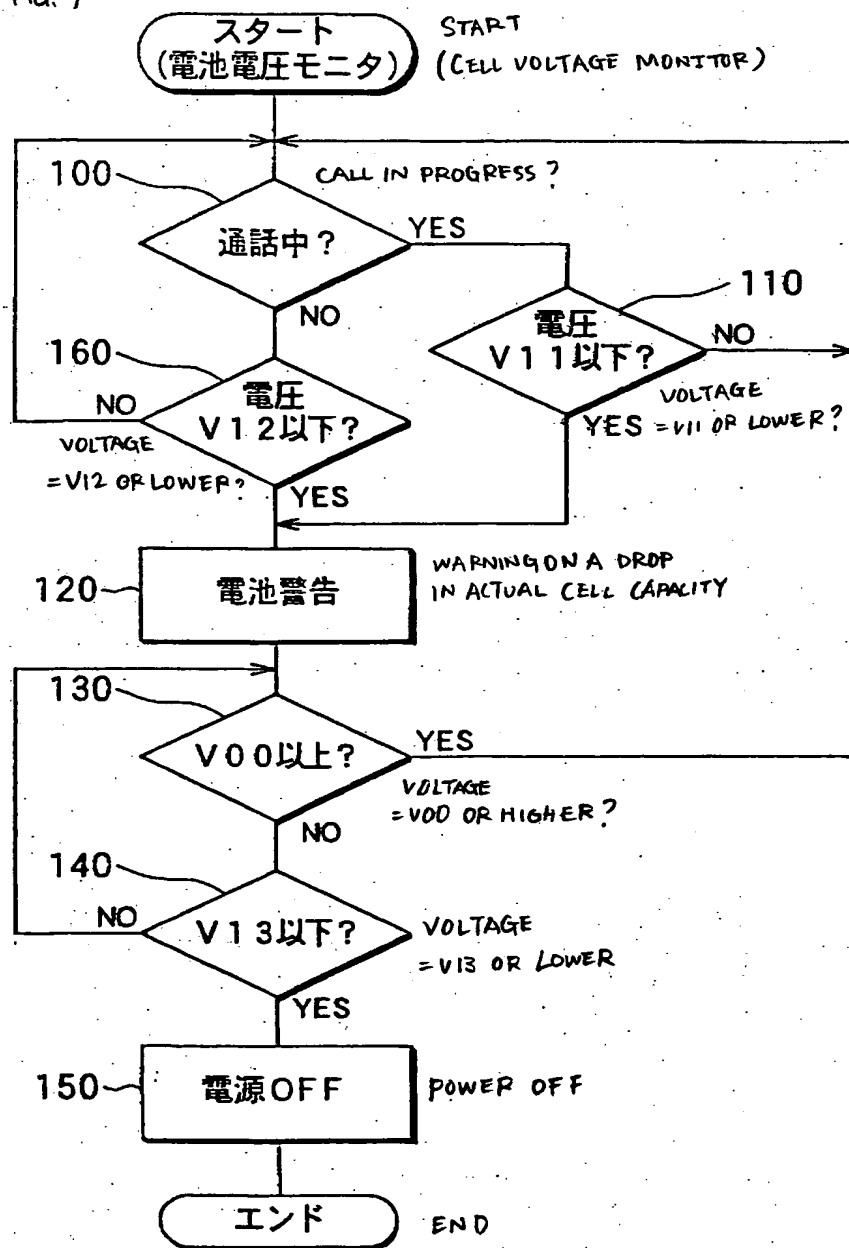 スタート
(電池電圧モニタ)
START
(CELL VOLTAGE MONITOR)
100
CALL IN PROGRESS?
通話中?
YES
NO
110
電圧
V11以下?
NO
VOLTAGE
YES
=V11 OR LOWER?
160
電圧
V12以下?
NO
VOLTAGE
=V12 OR LOWER?
YES
120
電池警告
WARNING ON A DROP
IN ACTUAL CELL CAPACITY
130
V00以上?
YES
VOLTAGE
=V00 OR HIGHER?
NO
140
V13以下?
NO
VOLTAGE
=V13 OR LOWER
YES
150
電源OFF
POWER OFF
エンド
END